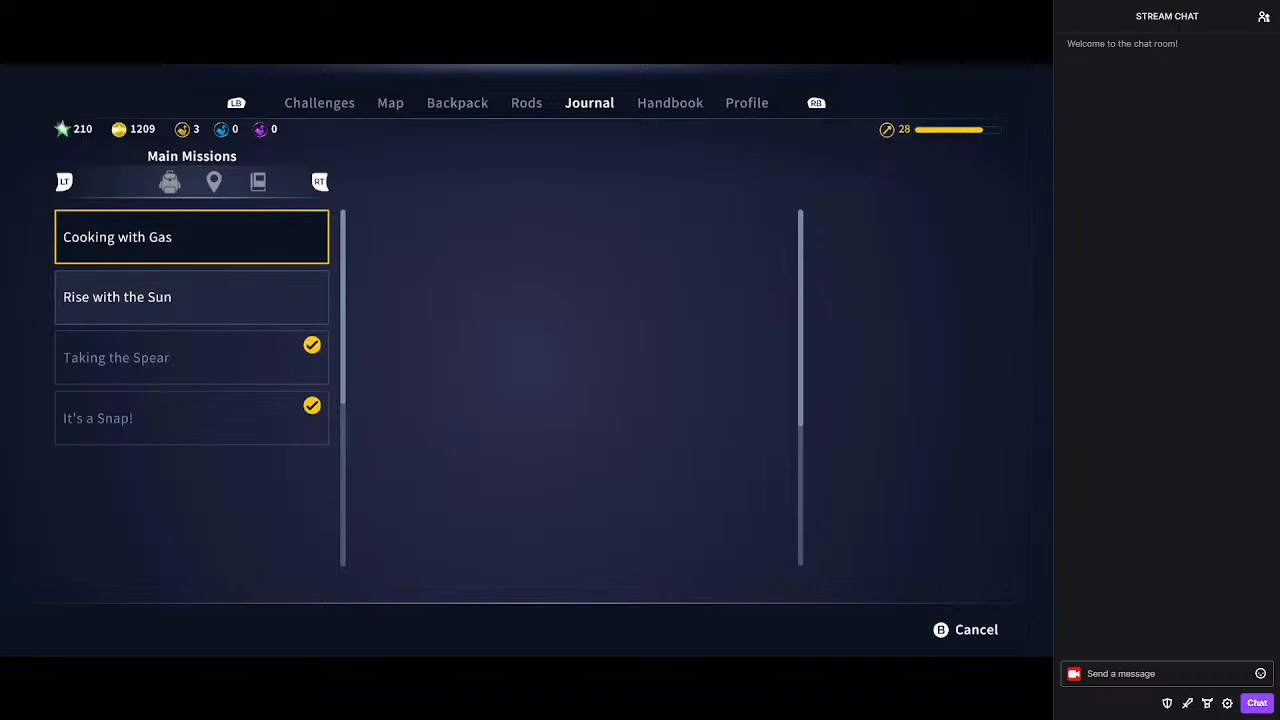 LB Challenges Map Backpack Rods Journal Handbook Profile RB
210 1209 3 0 0 28
Main Missions
LT RT
Cooking with Gas
Rise with the Sun
Taking the Spear
It's a Snap!
B Cancel
STREAM CHAT
Welcome to the chat room!
Send a message
Chat